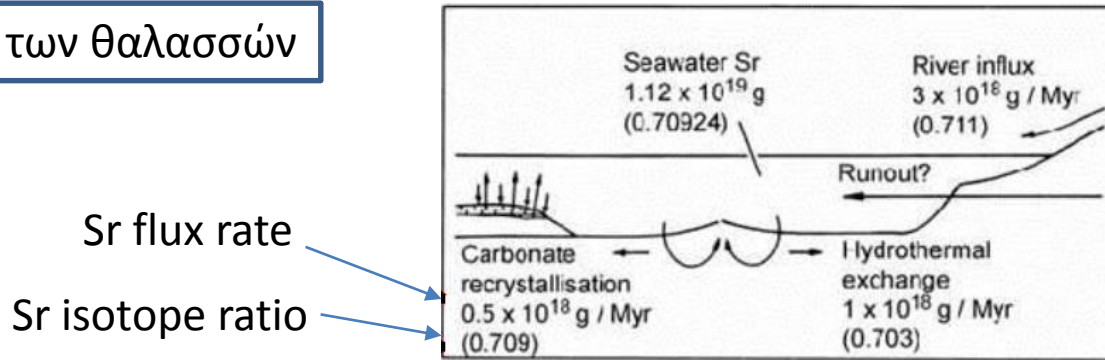 των θαλασσών
Seawater Sr
1.12 x 10¹⁹ g
(0.70924)
River influx
3 x 10¹⁸ g / Myr
(0.711)
Runout?
Sr flux rate
Sr isotope ratio
Carbonate
recrystallisation
0.5 x 10¹⁸ g / Myr
(0.709)
Hydrothermal
exchange
1 x 10¹⁸ g / Myr
(0.703)